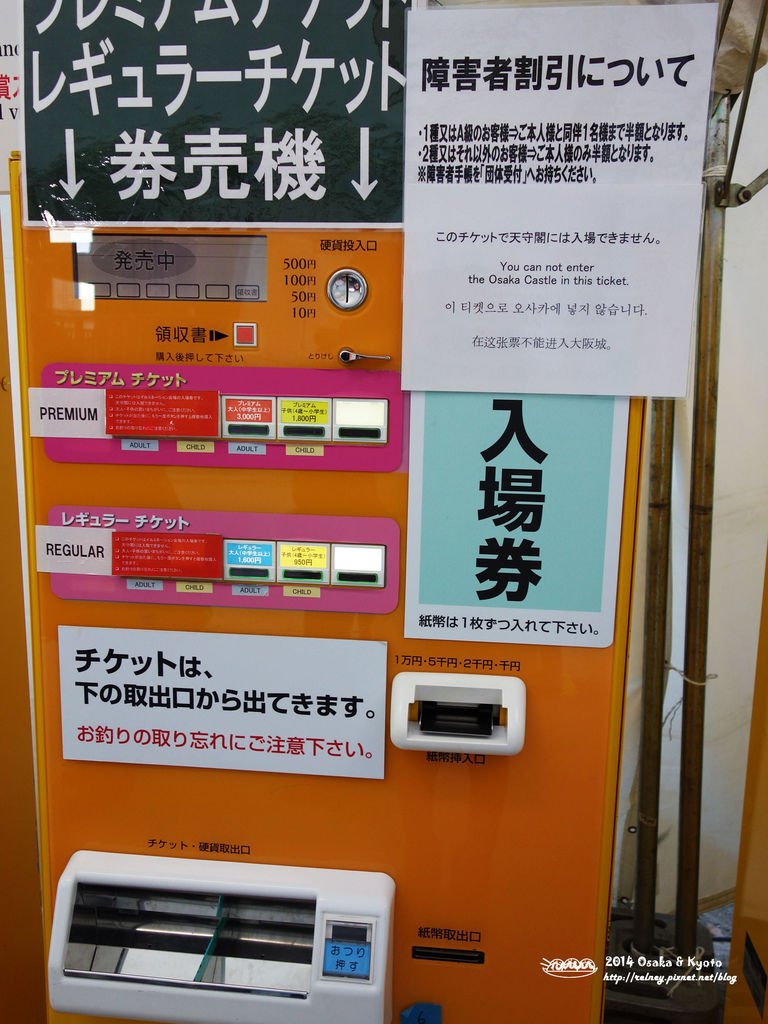 プレミアムチケット
レギュラーチケット
↓券売機↓
障害者割引について
・1種又はA級のお客様⇒ご本人様と同伴1名様まで半額となります。
・2種又はそれ以外のお客様⇒ご本人様のみ半額となります。
※障害者手帳を「団体受付」へお持ちください。
このチケットで天守閣には入場できません。
You can not enter
the Osaka Castle in this ticket.
이 티켓으로 오사카에 넣지 않습니다.
在这张票不能进入大阪城。
発売中
領収書
硬貨投入口
500円
100円
50円
10円
領収書
購入後押して下さい
とりけし
プレミアム チケット
PREMIUM
プレミアム
大人(中学生以上)
3,000円
プレミアム
子供(4歳〜小学生)
1,800円
ADULT
CHILD
ADULT
CHILD
レギュラー チケット
REGULAR
レギュラー
大人(中学生以上)
1,600円
レギュラー
子供(4歳〜小学生)
950円
ADULT
CHILD
ADULT
CHILD
入場券
紙幣は1枚ずつ入れて下さい。
チケットは、
下の取出口から出てきます。
お釣りの取り忘れにご注意下さい。
1万円・5千円・2千円・千円
紙幣挿入口
チケット・硬貨取出口
おつり
押す
紙幣取出口
6
2014 Osaka & Kyoto
http://relney.pixnet.net/blog